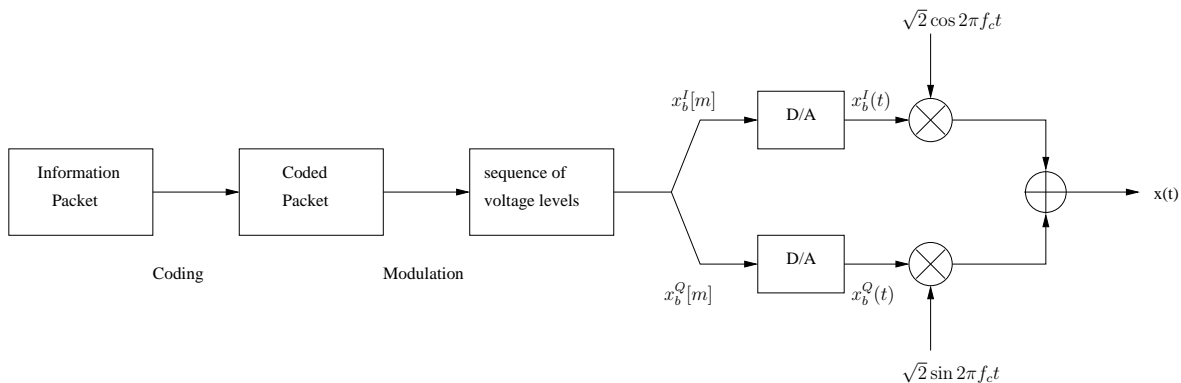 √2 cos 2πf_c t
x_b^I[m]
D/A
x_b^I(t)
Information
Packet
Coded
Packet
sequence of
voltage levels
x(t)
Coding
Modulation
D/A
x_b^Q[m]
x_b^Q(t)
√2 sin 2πf_c t